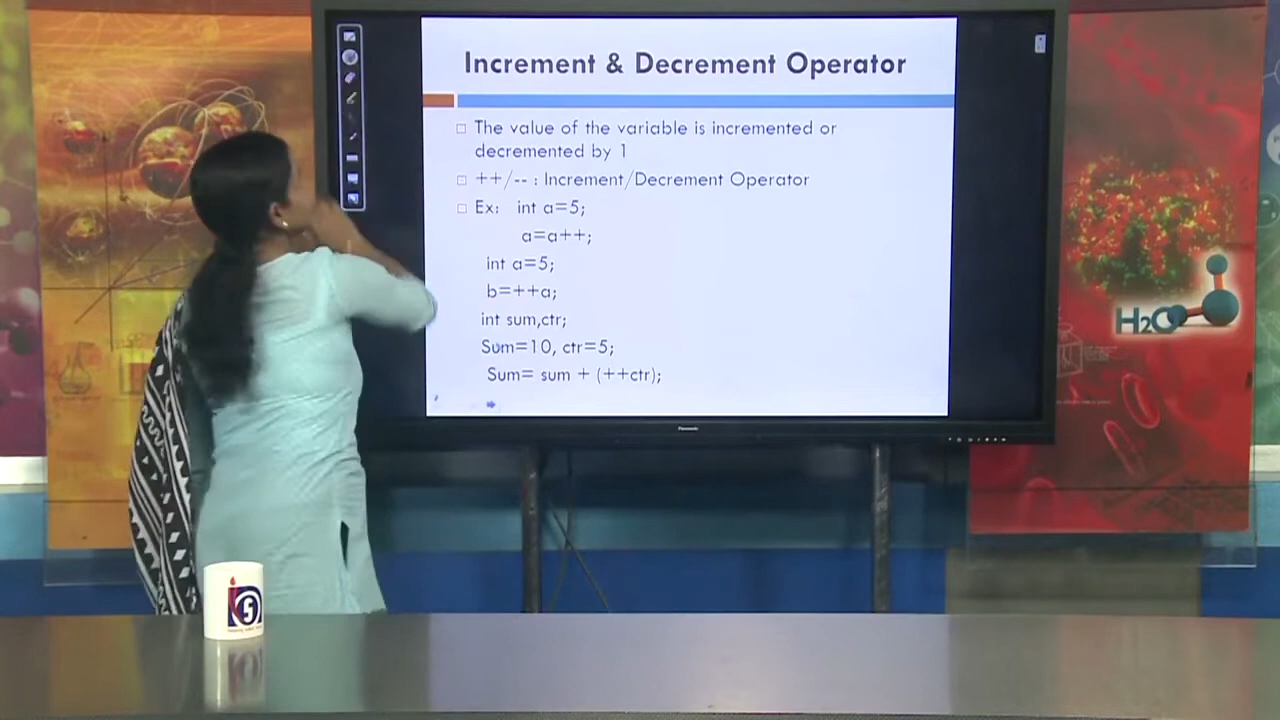 Increment & Decrement Operator
The value of the variable is incremented or
decremented by 1
++/-- : Increment/Decrement Operator
Ex: int a=5;
a=a++;
int a=5;
b=++a;
int sum,ctr;
Sum=10, ctr=5;
Sum= sum + (++ctr);
Panasonic
H2O